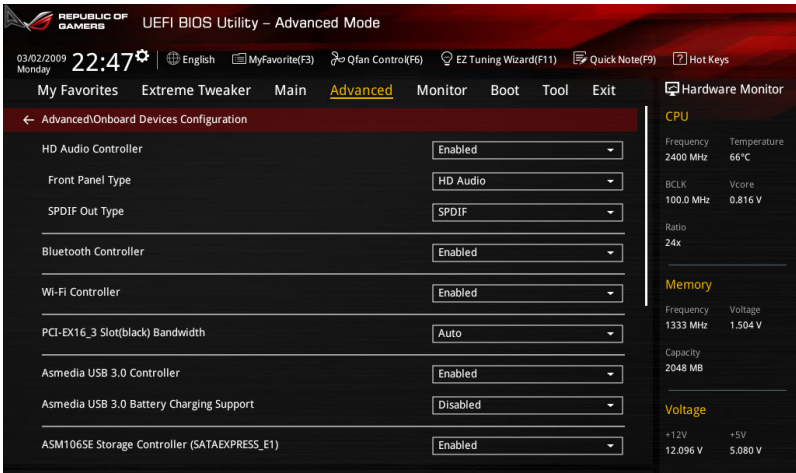 REPUBLIC OF
GAMERS
UEFI BIOS Utility – Advanced Mode
03/02/2009
Monday
22:47
English
MyFavorite(F3)
Qfan Control(F6)
EZ Tuning Wizard(F11)
Quick Note(F9)
? Hot Keys
My Favorites
Extreme Tweaker
Main
Advanced
Monitor
Boot
Tool
Exit
Hardware Monitor
← Advanced\Onboard Devices Configuration
HD Audio Controller Enabled
Front Panel Type HD Audio
SPDIF Out Type SPDIF
Bluetooth Controller Enabled
Wi-Fi Controller Enabled
PCI-EX16_3 Slot(black) Bandwidth Auto
Asmedia USB 3.0 Controller Enabled
Asmedia USB 3.0 Battery Charging Support Disabled
ASM106SE Storage Controller (SATAEXPRESS_E1) Enabled
CPU
Frequency Temperature
2400 MHz 66°C
BCLK Vcore
100.0 MHz 0.816 V
Ratio
24x
Memory
Frequency Voltage
1333 MHz 1.504 V
Capacity
2048 MB
Voltage
+12V +5V
12.096 V 5.080 V